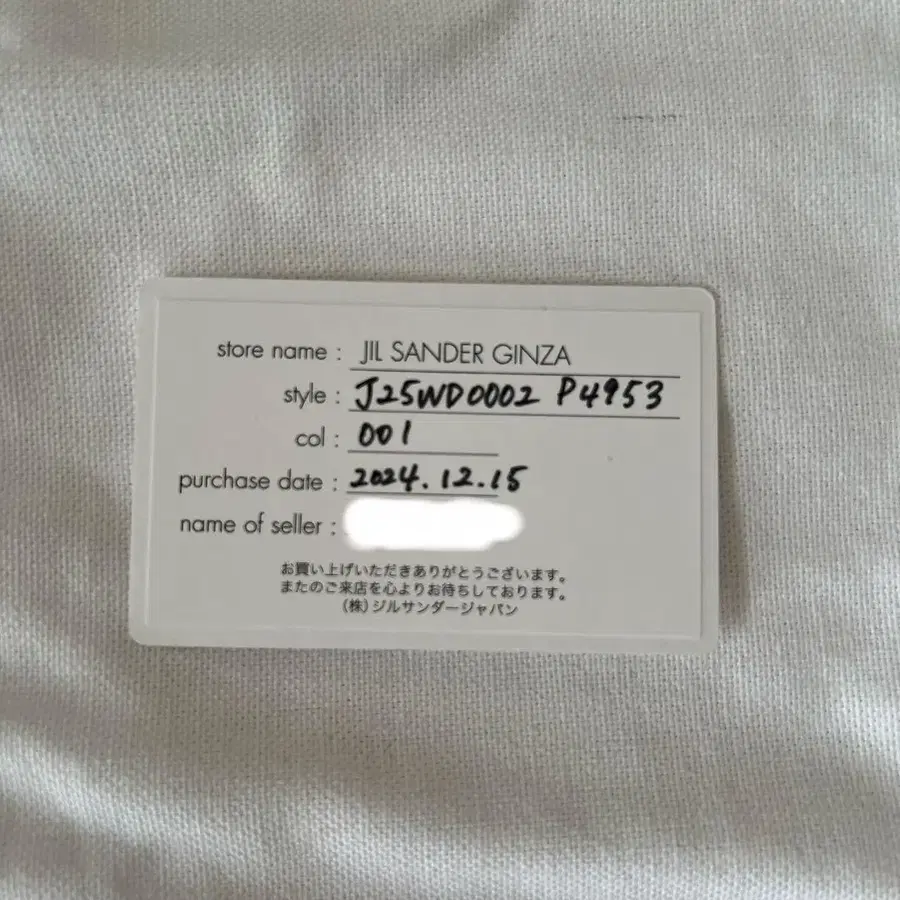 store name : JIL SANDER GINZA
style : J25WD0002 P4953
col : 001
purchase date : 2024.12.15
name of seller :
お買い上げいただきありがとうございます。
またのご来店を心よりお待ちしております。
(株)ジルサンダージャパン